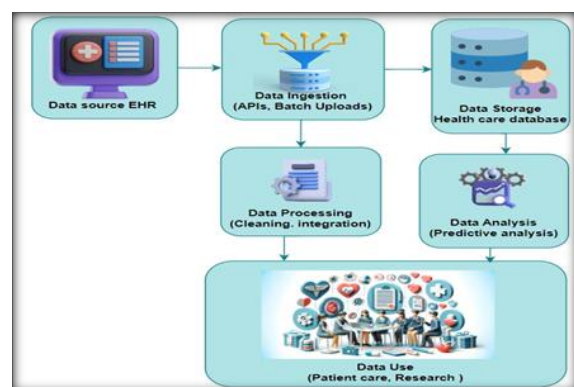 Data source EHR
Data Ingestion
(APIs, Batch Uploads)
Data Storage
Health care database
Data Processing
(Cleaning. integration)
Data Analysis
(Predictive analysis)
Data Use
(Patient care, Research )